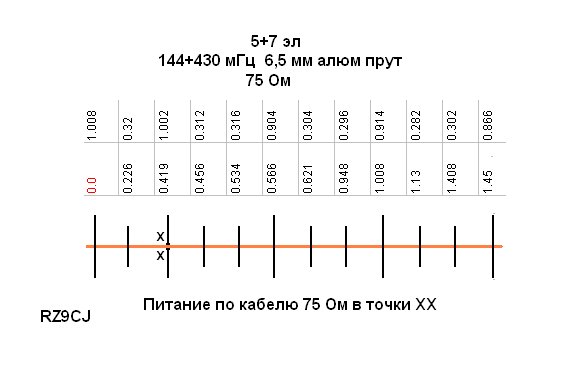 5+7 эл
144+430 мГц 6,5 мм алюм прут
75 Ом
1.008 0.32 1.002 0.312 0.316 0.904 0.304 0.296 0.914 0.282 0.302 0.866
0.0 0.226 0.419 0.456 0.534 0.566 0.621 0.948 1.008 1.13 1.408 1.45
X
X
Питание по кабелю 75 Ом в точки XX
RZ9CJ